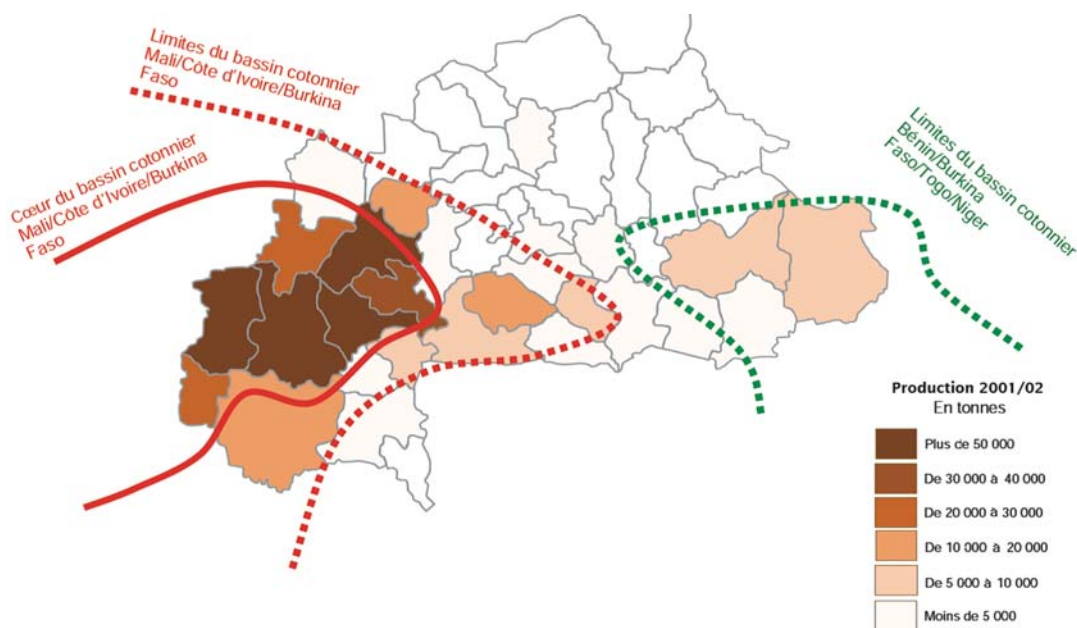 Limites du bassin cotonnier
Mali/Côte d'Ivoire/Burkina
Faso
Cœur du bassin cotonnier
Mali/Côte d'Ivoire/Burkina
Faso
Limites du bassin cotonnier
Bénin/Burkina
Faso/Togo/Niger
Production 2001/02
En tonnes
Plus de 50 000
De 30 000 à 40 000
De 20 000 à 30 000
De 10 000 à 20 000
De 5 000 à 10 000
Moins de 5 000